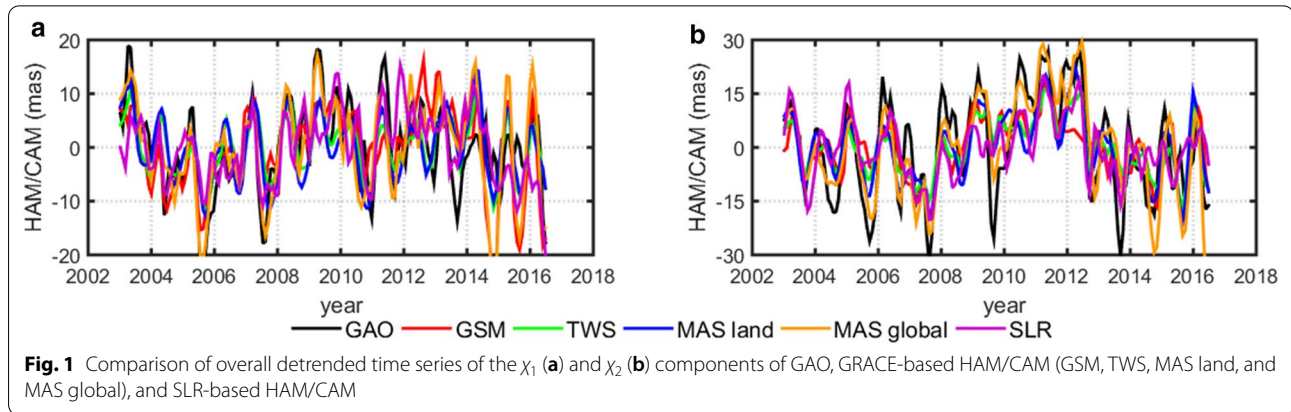 a
20
10
0
-10
-20
HAM/CAM (mas)
2002 2004 2006 2008 2010 2012 2014 2016 2018
year
b
30
15
0
-15
-30
HAM/CAM (mas)
2002 2004 2006 2008 2010 2012 2014 2016 2018
year
GAO GSM TWS MAS land MAS global SLR
Fig. 1 Comparison of overall detrended time series of the χ1 (a) and χ2 (b) components of GAO, GRACE-based HAM/CAM (GSM, TWS, MAS land, and
MAS global), and SLR-based HAM/CAM